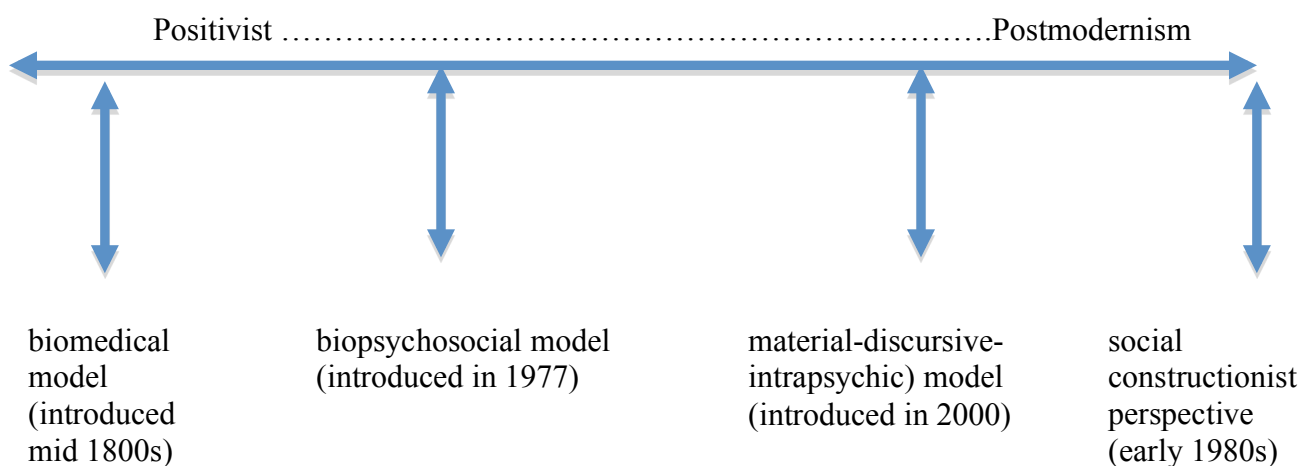 Positivist …………………………………………………………….Postmodernism
biomedical
model
(introduced
mid 1800s)
biopsychosocial model
(introduced in 1977)
material-discursive-
intrapsychic) model
(introduced in 2000)
social
constructionist
perspective
(early 1980s)